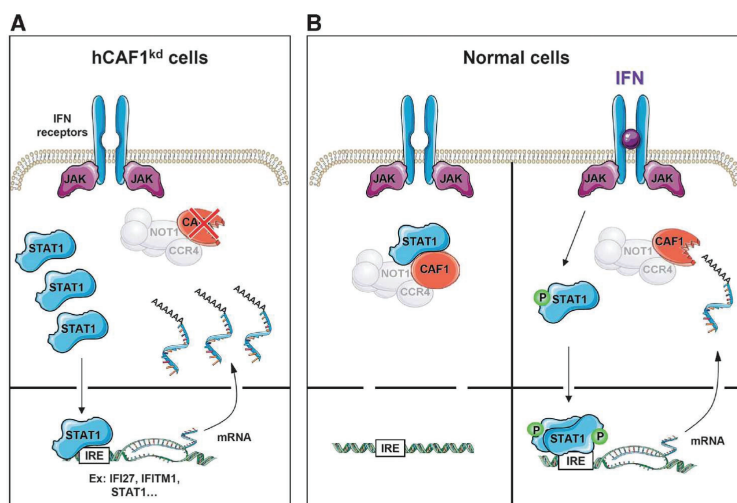 A
hCAF1kd cells
IFN
receptors
JAK
JAK
CA
NOT1
CCR4
STAT1
STAT1
STAT1
AAAAAA
AAAAAA
AAAAAA
STAT1
IRE
mRNA
Ex: IFI27, IFITM1,
STAT1...
B
Normal cells
IFN
JAK
JAK
JAK
JAK
STAT1
NOT1
CAF1
CCR4
CAF1
NOT1
CCR4
AAAAAA
P
STAT1
IRE
P
STAT1
P
IRE
mRNA